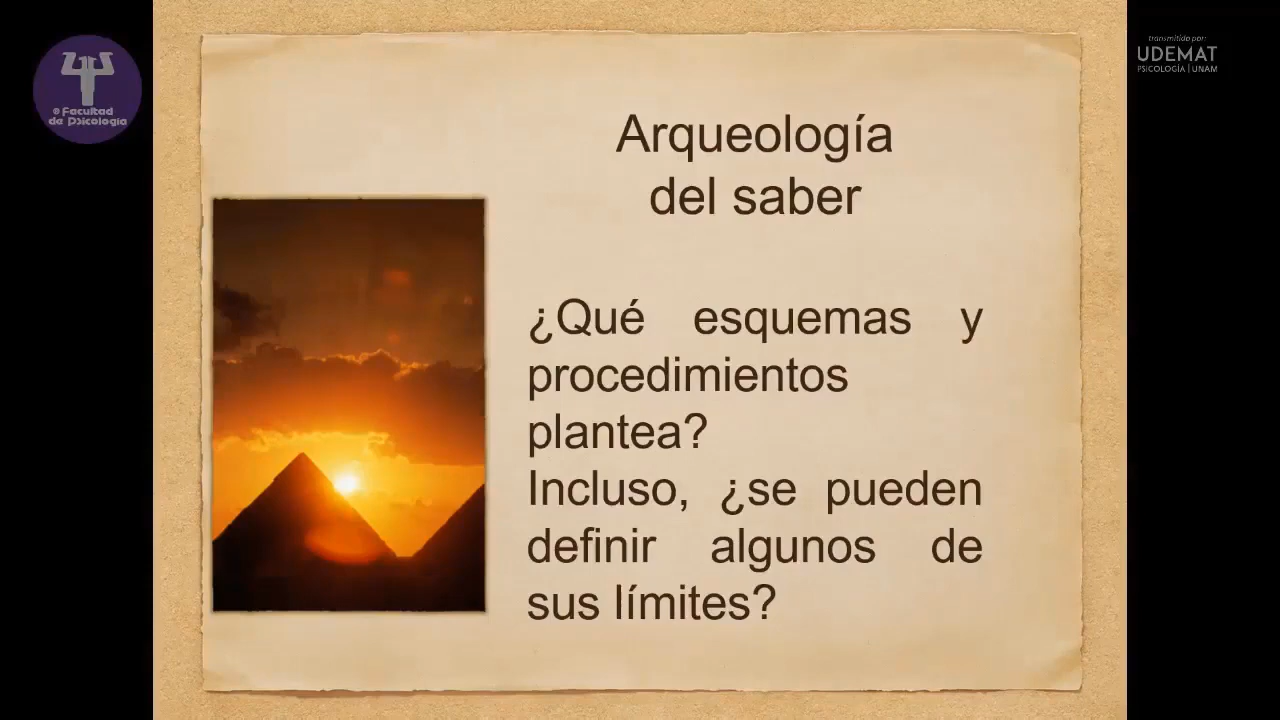 © Facultad
de Psicología
transmitido por:
UDEMAT
PSICOLOGÍA | UNAM
Arqueología
del saber
¿Qué esquemas y
procedimientos
plantea?
Incluso, ¿se pueden
definir algunos de
sus límites?